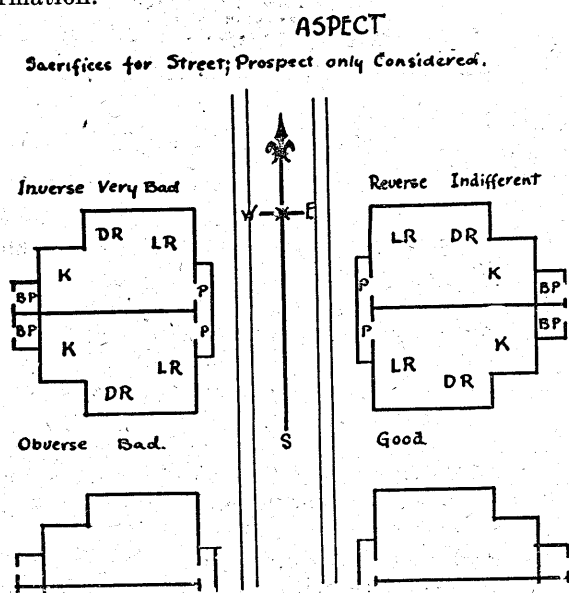 rmation.
ASPECT
Sacrifices for Street; Prospect only Considered.
Inverse Very Bad
Reverse Indifferent
W E
DR LR
LR DR
K
K
BP
P
P
BP
BP
P
P
BP
K
K
LR
LR
DR
DR
S
Obverse Bad.
Good